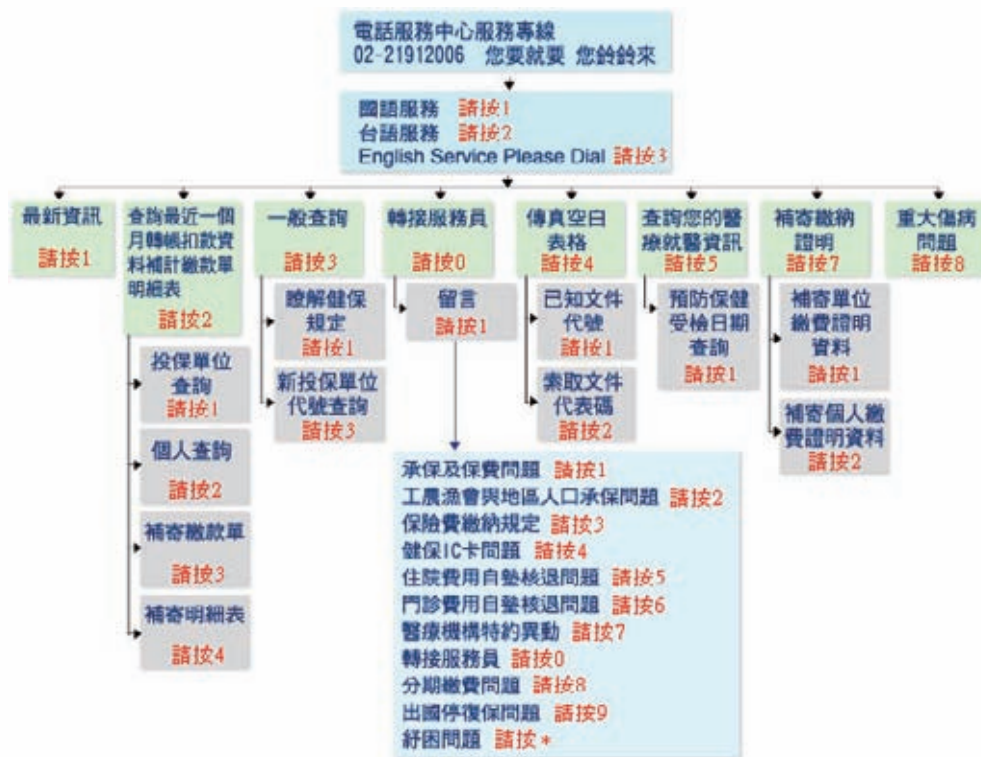 電話服務中心服務專線
02-21912006 您要就要 您鈴鈴來
國語服務 請按1
台語服務 請按2
English Service Please Dial 請按3
最新資訊
請按1
查詢最近一個
月轉帳扣款資
料補計繳款單
明細表
請按2
投保單位
查詢
請按1
個人查詢
請按2
補寄繳款單
請按3
補寄明細表
請按4
一般查詢
請按3
瞭解健保
規定
請按1
新投保單位
代號查詢
請按3
轉接服務員
請按0
留言
請按1
承保及保費問題 請按1
工農漁會與地區人口承保問題 請按2
保險費繳納規定 請按3
健保IC卡問題 請按4
住院費用自墊核退問題 請按5
門診費用自墊核退問題 請按6
醫療機構特約異動 請按7
轉接服務員 請按0
分期繳費問題 請按8
出國停復保問題 請按9
紓困問題 請按*
傳真空白
表格
請按4
已知文件
代號
請按1
索取文件
代表碼
請按2
查詢您的醫
療就醫資訊
請按5
預防保健
受檢日期
查詢
請按1
補寄繳納
證明
請按7
補寄單位
繳費證明
資料
請按1
補寄個人繳
費證明資料
請按2
重大傷病
問題
請按8